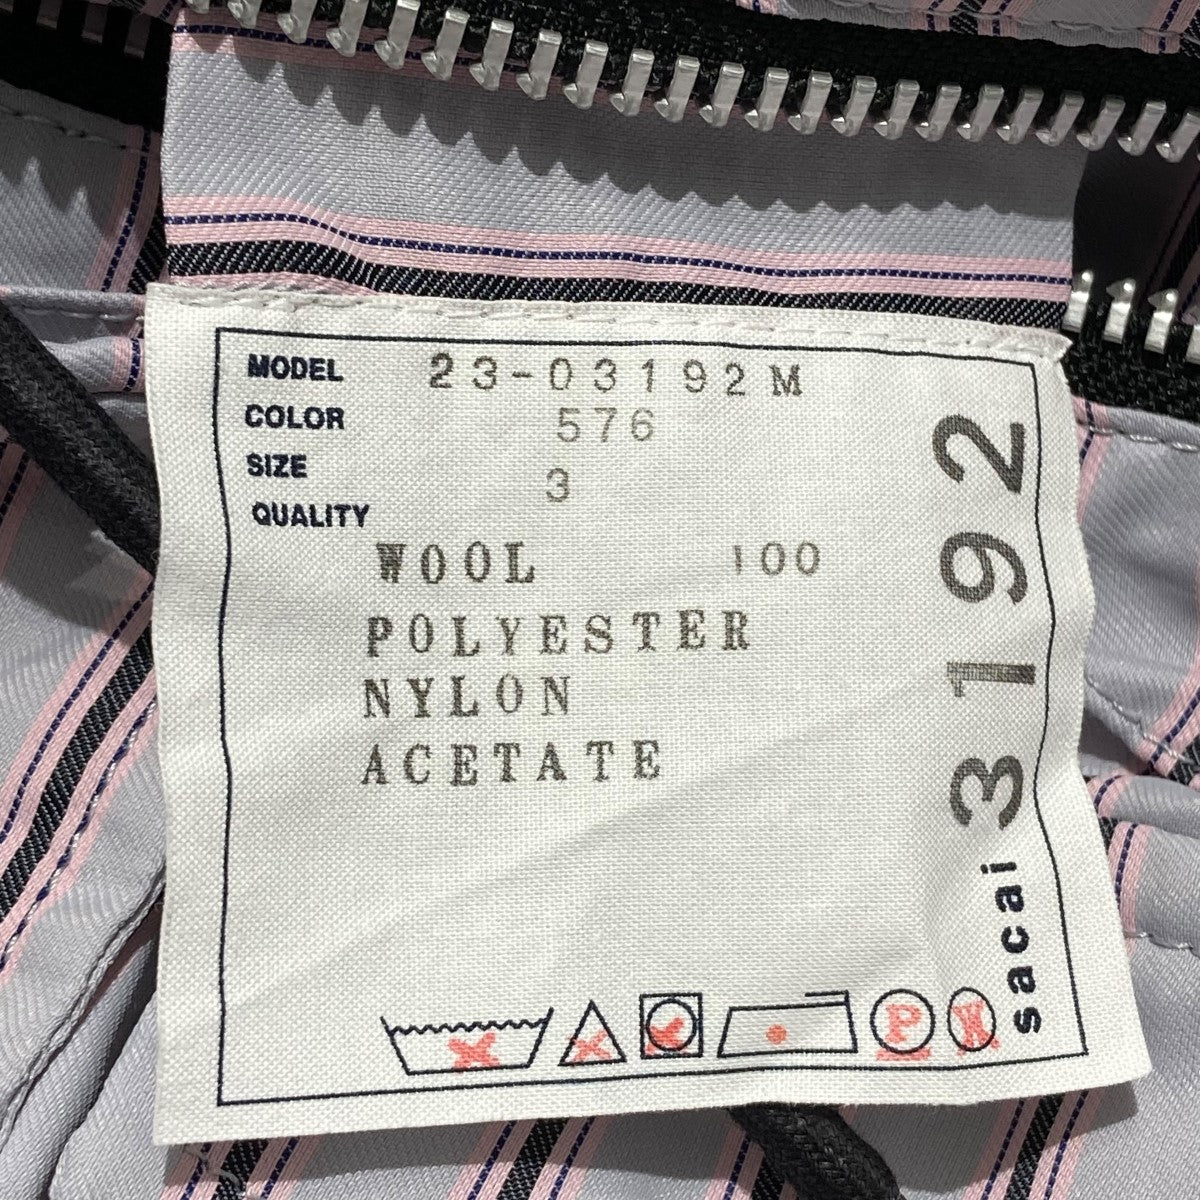 MODEL 23-03192M
COLOR 576
SIZE 3
QUALITY
WOOL 100
POLYESTER
NYLON
ACETATE
sacai 3192
P W